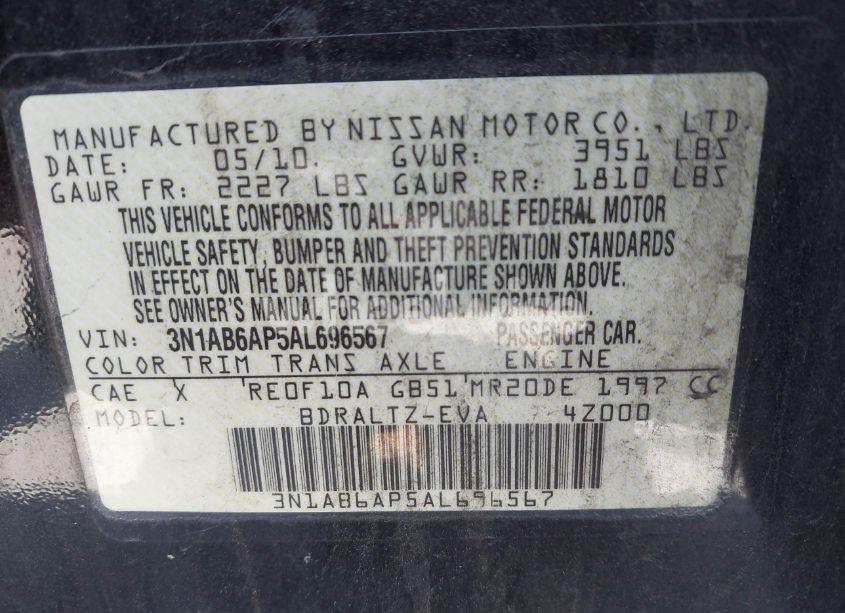 MANUFACTURED BY NISSAN MOTOR CO., LTD.
DATE: 05/10. GVWR: 3951 LBS
GAWR FR: 2227 LBS GAWR RR: 1810 LBS
THIS VEHICLE CONFORMS TO ALL APPLICABLE FEDERAL MOTOR
VEHICLE SAFETY, BUMPER AND THEFT PREVENTION STANDARDS
IN EFFECT ON THE DATE OF MANUFACTURE SHOWN ABOVE.
SEE OWNER'S MANUAL FOR ADDITIONAL INFORMATION.
VIN: 3N1AB6AP5AL696567 PASSENGER CAR.
COLOR TRIM TRANS AXLE ENGINE
CAE X RE0F10A GB51 MR20DE 1997 CC
MODEL: BDRALTZ-EVA 4Z000
3N1AB6AP5AL696567